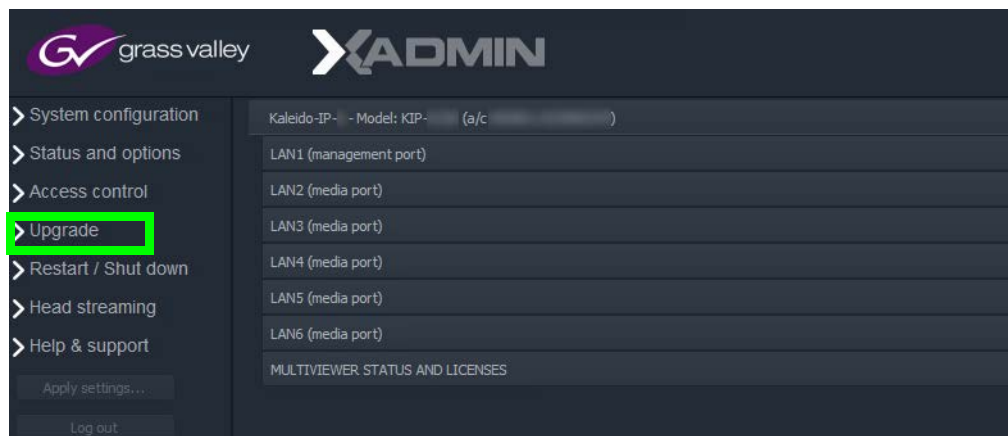 GV grass valley
XADMIN
System configuration
Status and options
Access control
Upgrade
Restart / Shut down
Head streaming
Help & support
Apply settings...
Log out
Kaleido-IP- - Model: KIP- (a/c )
LAN1 (management port)
LAN2 (media port)
LAN3 (media port)
LAN4 (media port)
LAN5 (media port)
LAN6 (media port)
MULTIVIEWER STATUS AND LICENSES